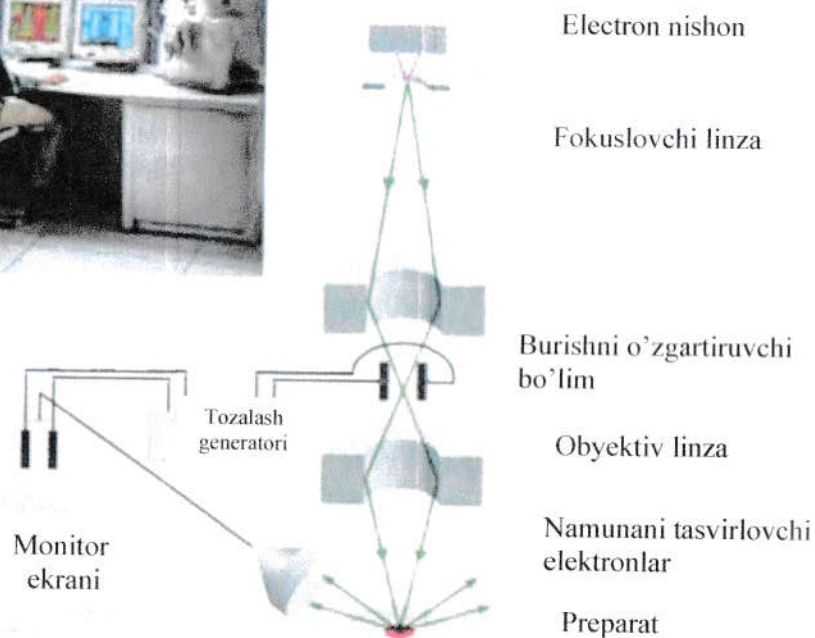 Electron nishon
Fokuslovchi linza
Burishni o’zgartiruvchi
bo’lim
Tozalash
generatori
Obyektiv linza
Monitor
ekrani
Namunani tasvirlovchi
elektronlar
Preparat